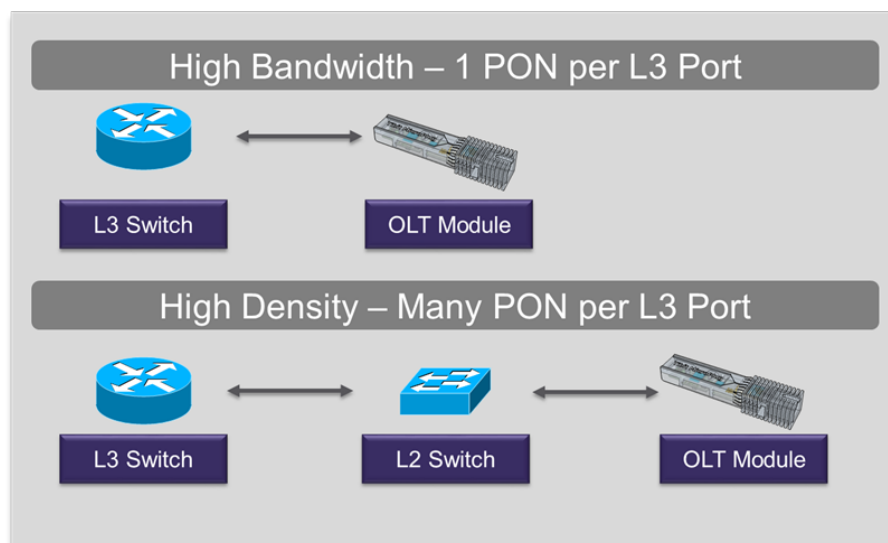 High Bandwidth – 1 PON per L3 Port
L3 Switch
OLT Module
High Density – Many PON per L3 Port
L3 Switch
L2 Switch
OLT Module